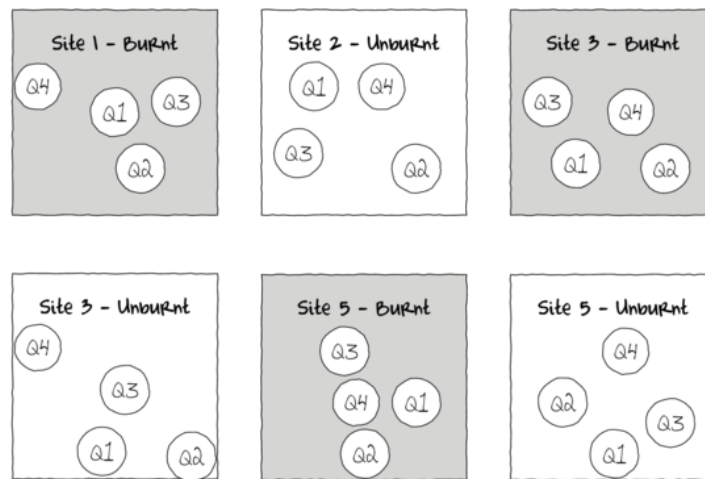 Site 1 - Burnt
Q4
Q1
Q3
Q2
Site 2 - Unburnt
Q1
Q4
Q3
Q2
Site 3 - Burnt
Q3
Q4
Q1
Q2
Site 3 - Unburnt
Q4
Q3
Q1
Q2
Site 5 - Burnt
Q3
Q4
Q1
Q2
Site 5 - Unburnt
Q4
Q2
Q3
Q1